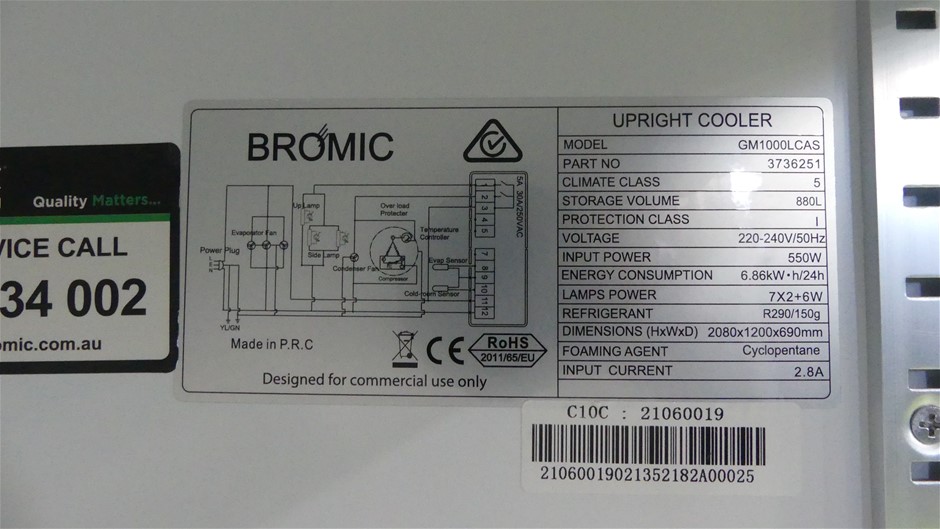 Quality Matters
VICE CALL
34 002
omic.com.au
BROMIC
Up Lamp
Over load
Protecter
Evaporator Fan
Temperature
Controller
Power Plug
Side Lamp
Condenser Fan
Compressor
Evap Sensor
Cold-room Sensor
YL/GN
1
2
3
4
5
7
8
9
10
11
12
5A 30A/250VAC
Made in P.R.C
CE
RoHS
2011/65/EU
Designed for commercial use only
UPRIGHT COOLER
MODEL GM1000LCAS
PART NO 3736251
CLIMATE CLASS 5
STORAGE VOLUME 880L
PROTECTION CLASS I
VOLTAGE 220-240V/50Hz
INPUT POWER 550W
ENERGY CONSUMPTION 6.86kW·h/24h
LAMPS POWER 7X2+6W
REFRIGERANT R290/150g
DIMENSIONS (HxWxD) 2080x1200x690mm
FOAMING AGENT Cyclopentane
INPUT CURRENT 2.8A
C10C : 21060019
21060019021352182A00025